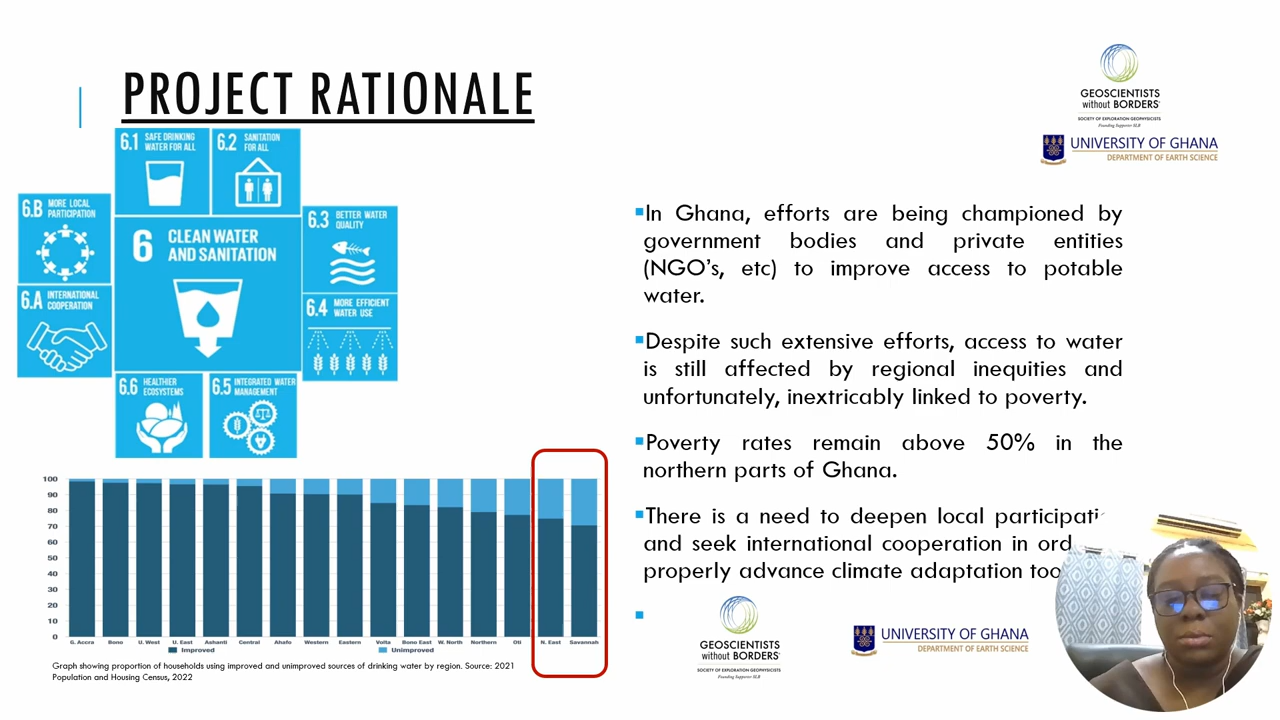 PROJECT RATIONALE
GEOSCIENTISTS
without BORDERS®
SOCIETY OF EXPLORATION GEOPHYSICISTS
Founding Supporter SLB
UNIVERSITY OF GHANA
DEPARTMENT OF EARTH SCIENCE
6.1 SAFE DRINKING
WATER FOR ALL
6.2 SANITATION
FOR ALL
6.B MORE LOCAL
PARTICIPATION
6 CLEAN WATER
AND SANITATION
6.3 BETTER WATER
QUALITY
6.A INTERNATIONAL
COOPERATION
6.4 MORE EFFICIENT
WATER USE
6.6 HEALTHIER
ECOSYSTEMS
6.5 INTEGRATED WATER
MANAGEMENT
In Ghana, efforts are being championed by
government bodies and private entities
(NGO's, etc) to improve access to potable
water.
Despite such extensive efforts, access to water
is still affected by regional inequities and
unfortunately, inextricably linked to poverty.
Poverty rates remain above 50% in the
northern parts of Ghana.
There is a need to deepen local
and seek international cooperation in
properly advance climate adaptation
100
90
80
70
60
50
40
30
20
10
0
G. Accra Bono U. West U. East Ashanti Central Ahafo Western Eastern Volta Bono East W. North Northern Oti N. East Savannah
Improved Unimproved
Graph showing proportion of households using improved and unimproved sources of drinking water by region. Source: 2021
Population and Housing Census, 2022
GEOSCIENTISTS
without BORDERS®
SOCIETY OF EXPLORATION GEOPHYSICISTS
Founding Supporter SLB
UNIVERSITY OF GHANA
DEPARTMENT OF EARTH SCIENCE